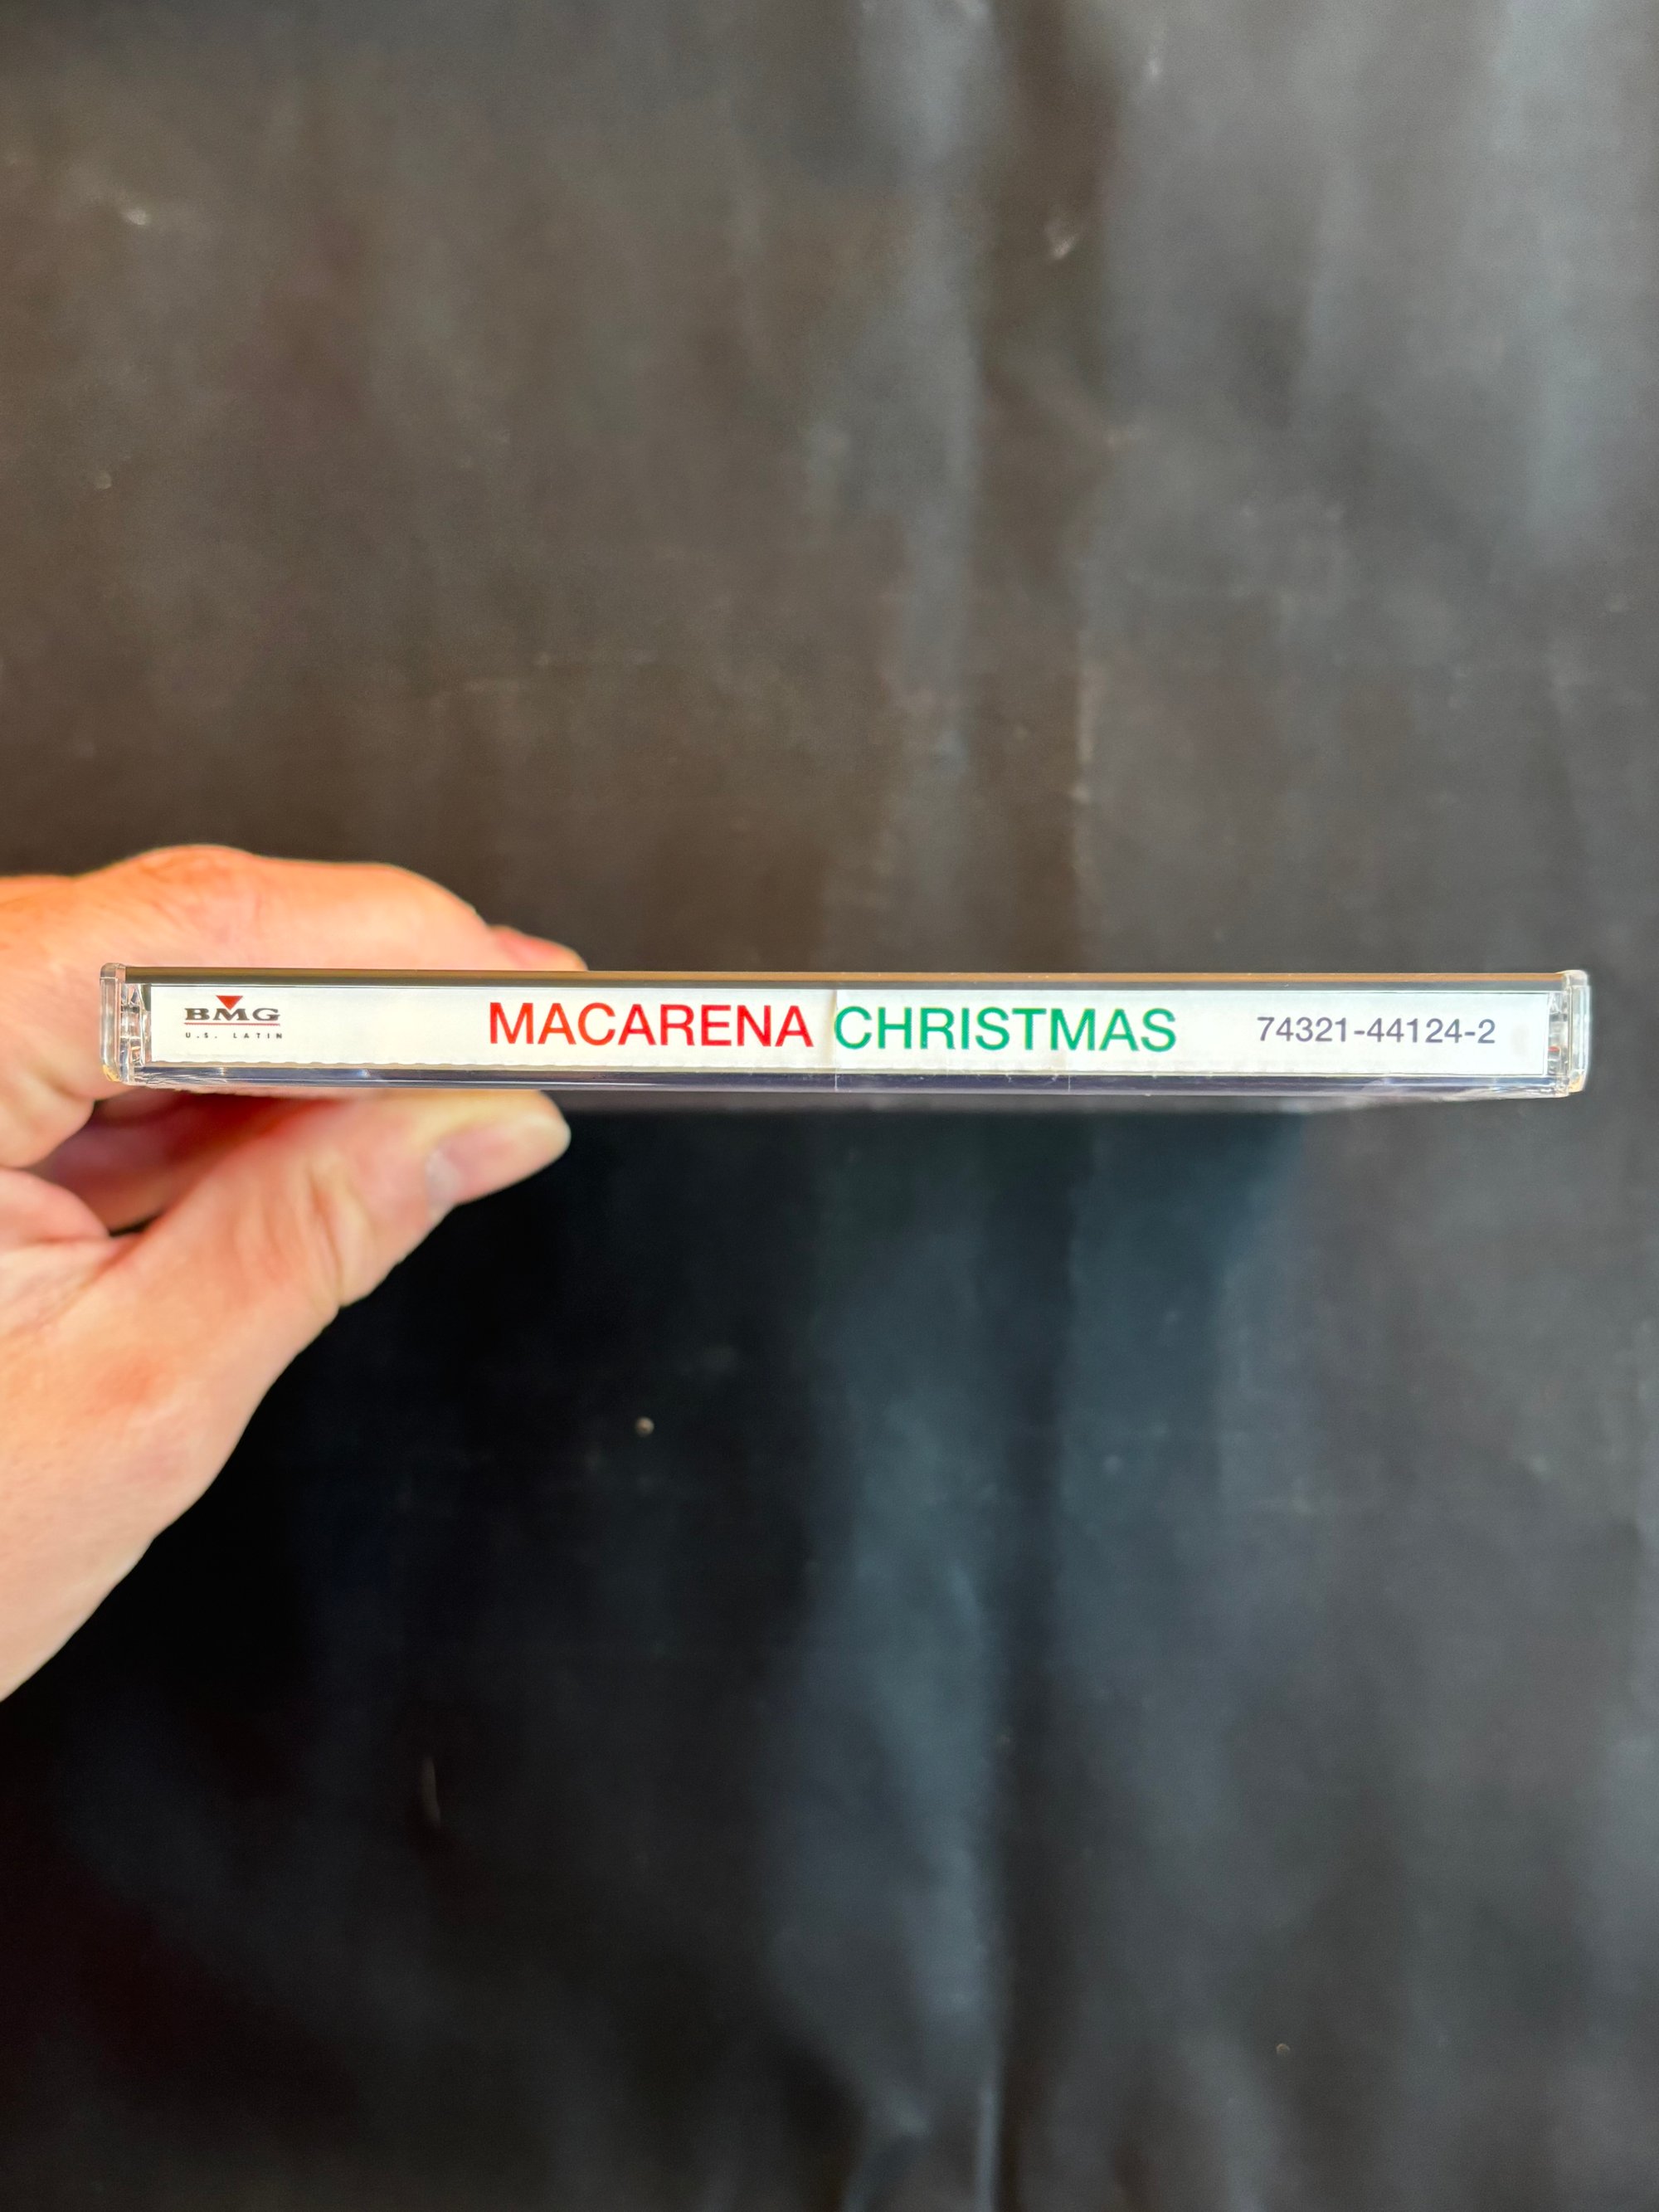 BMG
U.S. LATIN
MACARENA CHRISTMAS
74321-44124-2